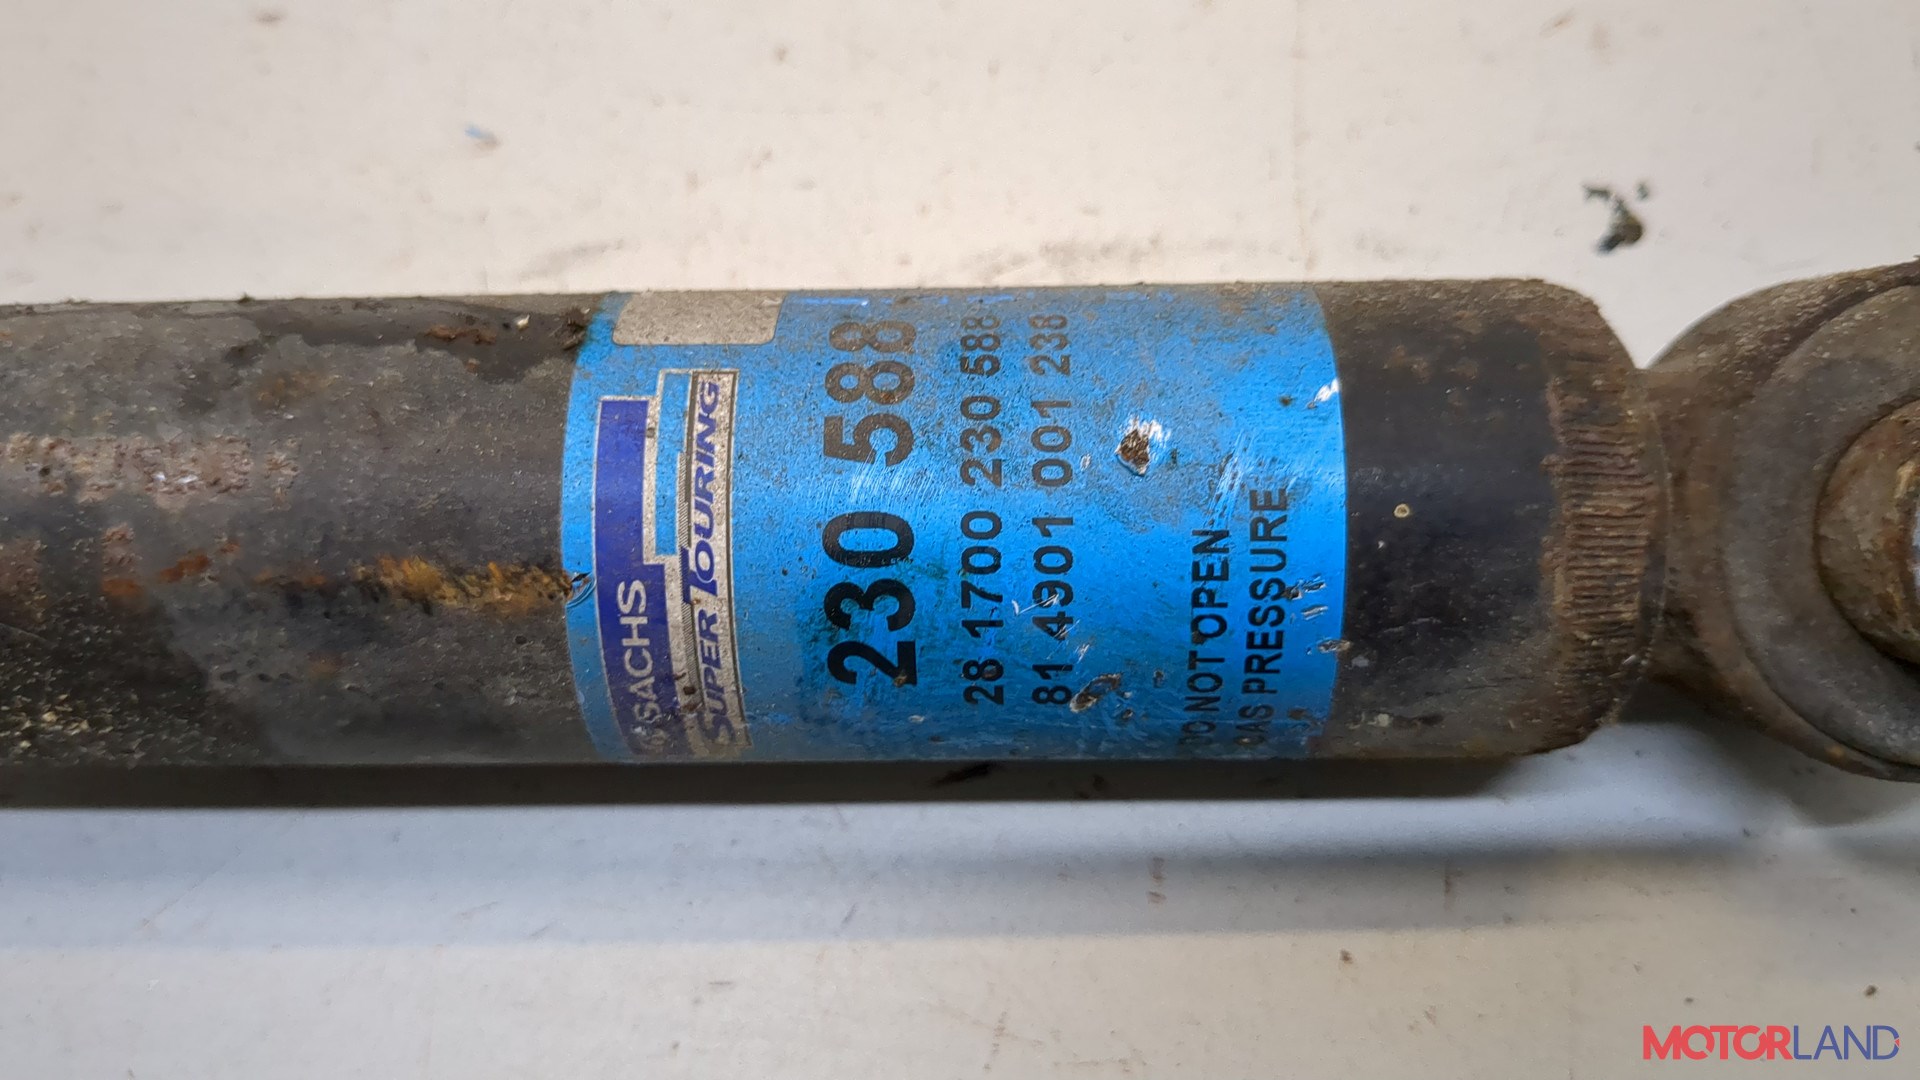 SACHS
SUPER TOURING
230 588
28 1700 230 588
81 4901 001 238
DO NOT OPEN
GAS PRESSURE
MOTORLAND